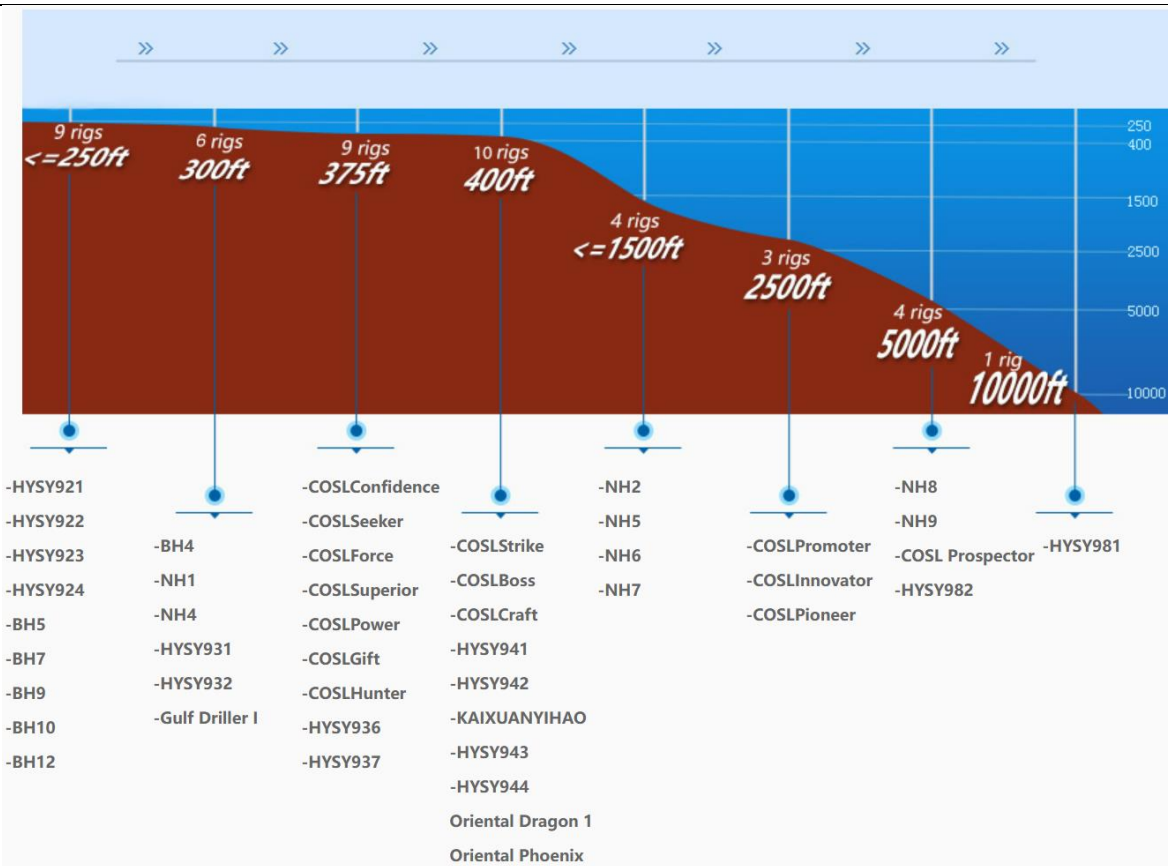 9 rigs
<=250ft
6 rigs
300ft
9 rigs
375ft
10 rigs
400ft
4 rigs
<=1500ft
3 rigs
2500ft
4 rigs
5000ft
1 rig
10000ft
250
400
1500
2500
5000
10000
-HYSY921
-HYSY922
-HYSY923
-HYSY924
-BH5
-BH7
-BH9
-BH10
-BH12
-BH4
-NH1
-NH4
-HYSY931
-HYSY932
-Gulf Driller I
-COSLConfidence
-COSLSeeker
-COSLForce
-COSLSuperior
-COSLPower
-COSLGift
-COSLHunter
-HYSY936
-HYSY937
-COSLStrike
-COSLBoss
-COSLCraft
-HYSY941
-HYSY942
-KAIXUANYIHAO
-HYSY943
-HYSY944
Oriental Dragon 1
Oriental Phoenix
-NH2
-NH5
-NH6
-NH7
-COSLPromoter
-COSLInnovator
-COSLPioneer
-NH8
-NH9
-COSL Prospector
-HYSY982
-HYSY981